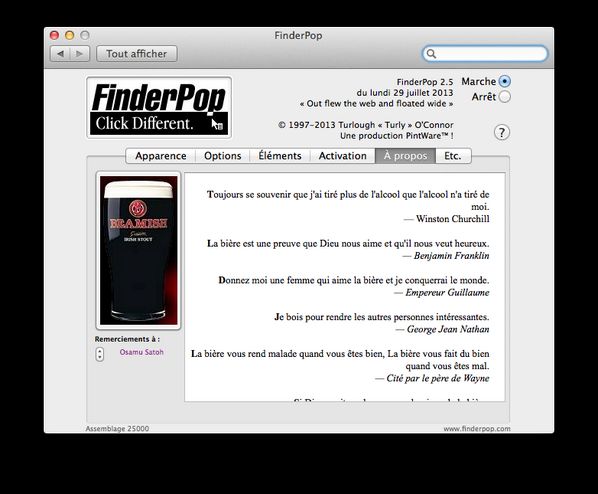 FinderPop
Tout afficher
FinderPop
Click Different.
FinderPop 2.5
du lundi 29 juillet 2013
« Out flew the web and floated wide »
© 1997-2013 Turlough « Turly » O'Connor
Une production PintWare™ !
Marche
Arrêt
?
Apparence
Options
Éléments
Activation
À propos
Etc.
BEAMISH
IRISH STOUT
Remerciements à :
Osamu Satoh
Toujours se souvenir que j'ai tiré plus de l'alcool que l'alcool n'a tiré de
moi.
— Winston Churchill
La bière est une preuve que Dieu nous aime et qu'il nous veut heureux.
— Benjamin Franklin
Donnez moi une femme qui aime la bière et je conquerrai le monde.
— Empereur Guillaume
Je bois pour rendre les autres personnes intéressantes.
— George Jean Nathan
La bière vous rend malade quand vous êtes bien, La bière vous fait du bien
quand vous êtes mal.
— Cité par le père de Wayne
Assemblage 25000
www.finderpop.com